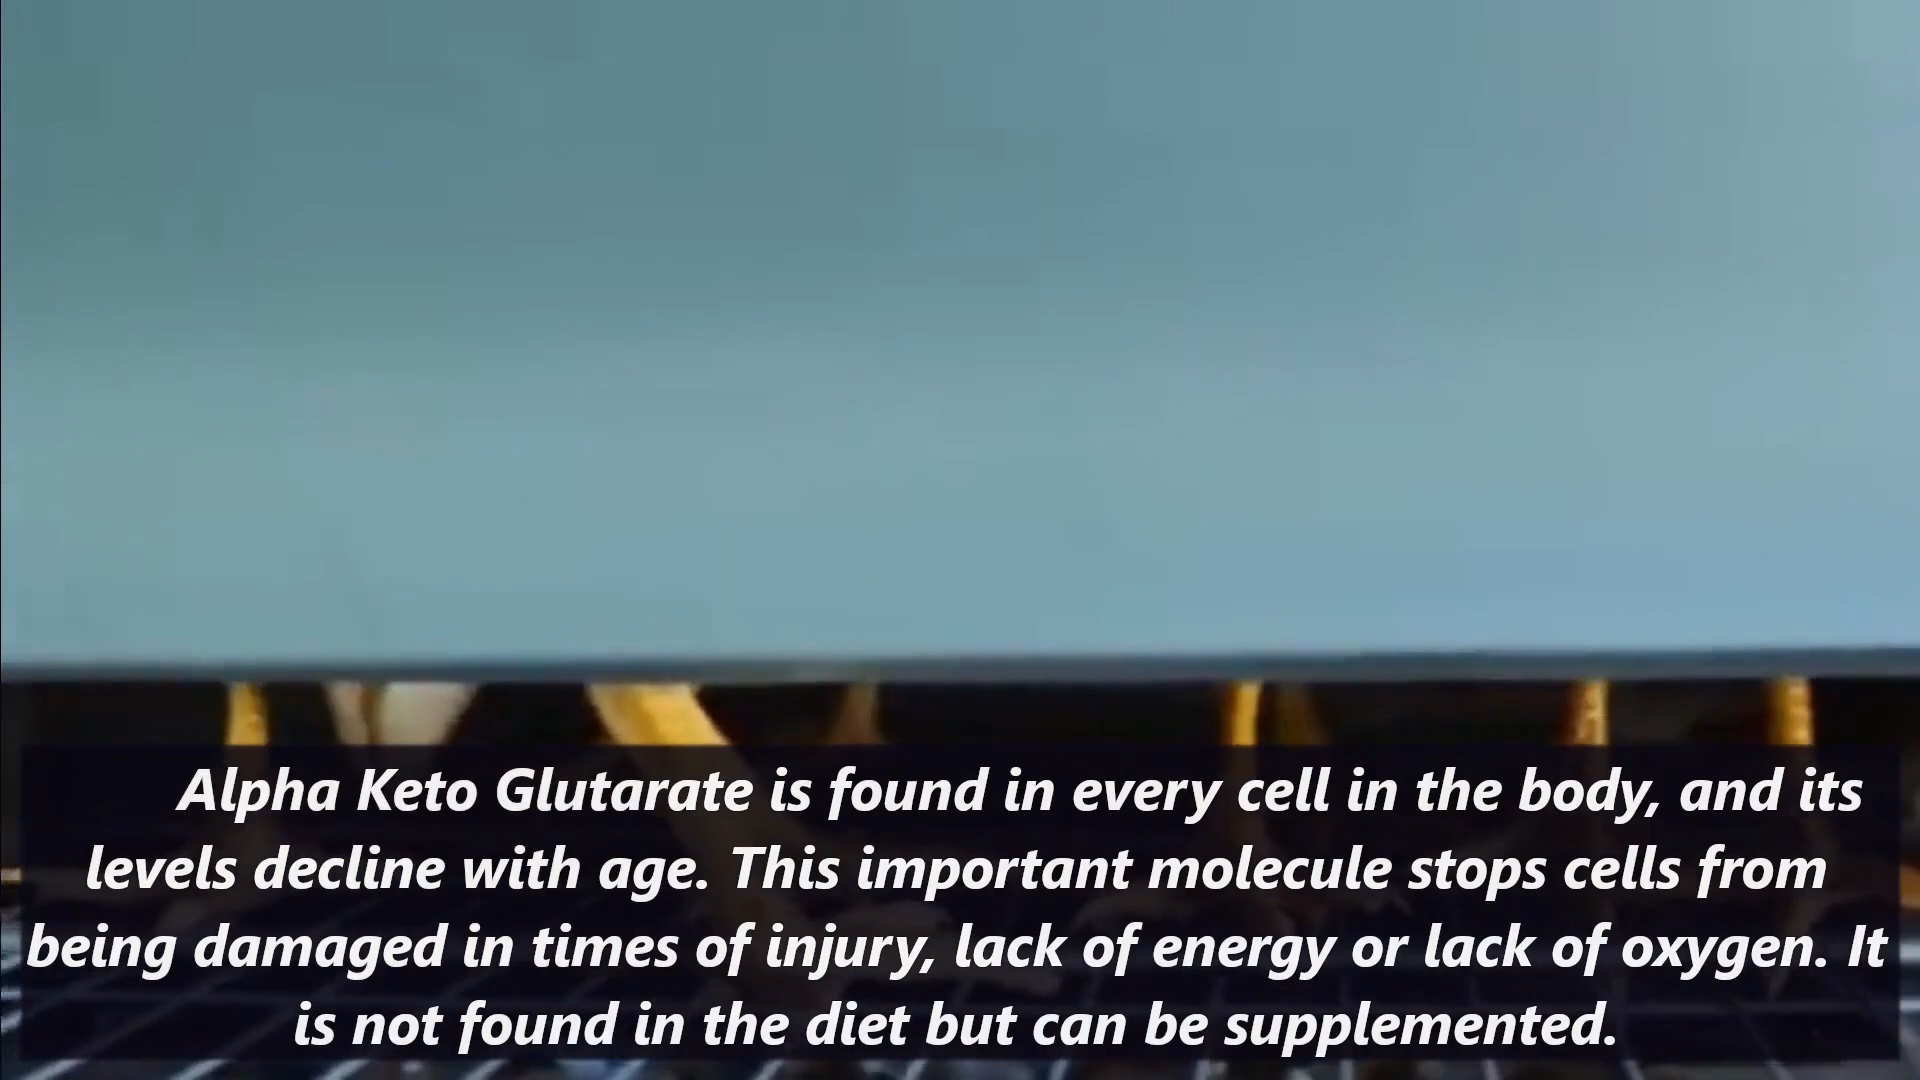 Alpha Keto Glutarate is found in every cell in the body, and its
levels decline with age. This important molecule stops cells from
being damaged in times of injury, lack of energy or lack of oxygen. It
is not found in the diet but can be supplemented.